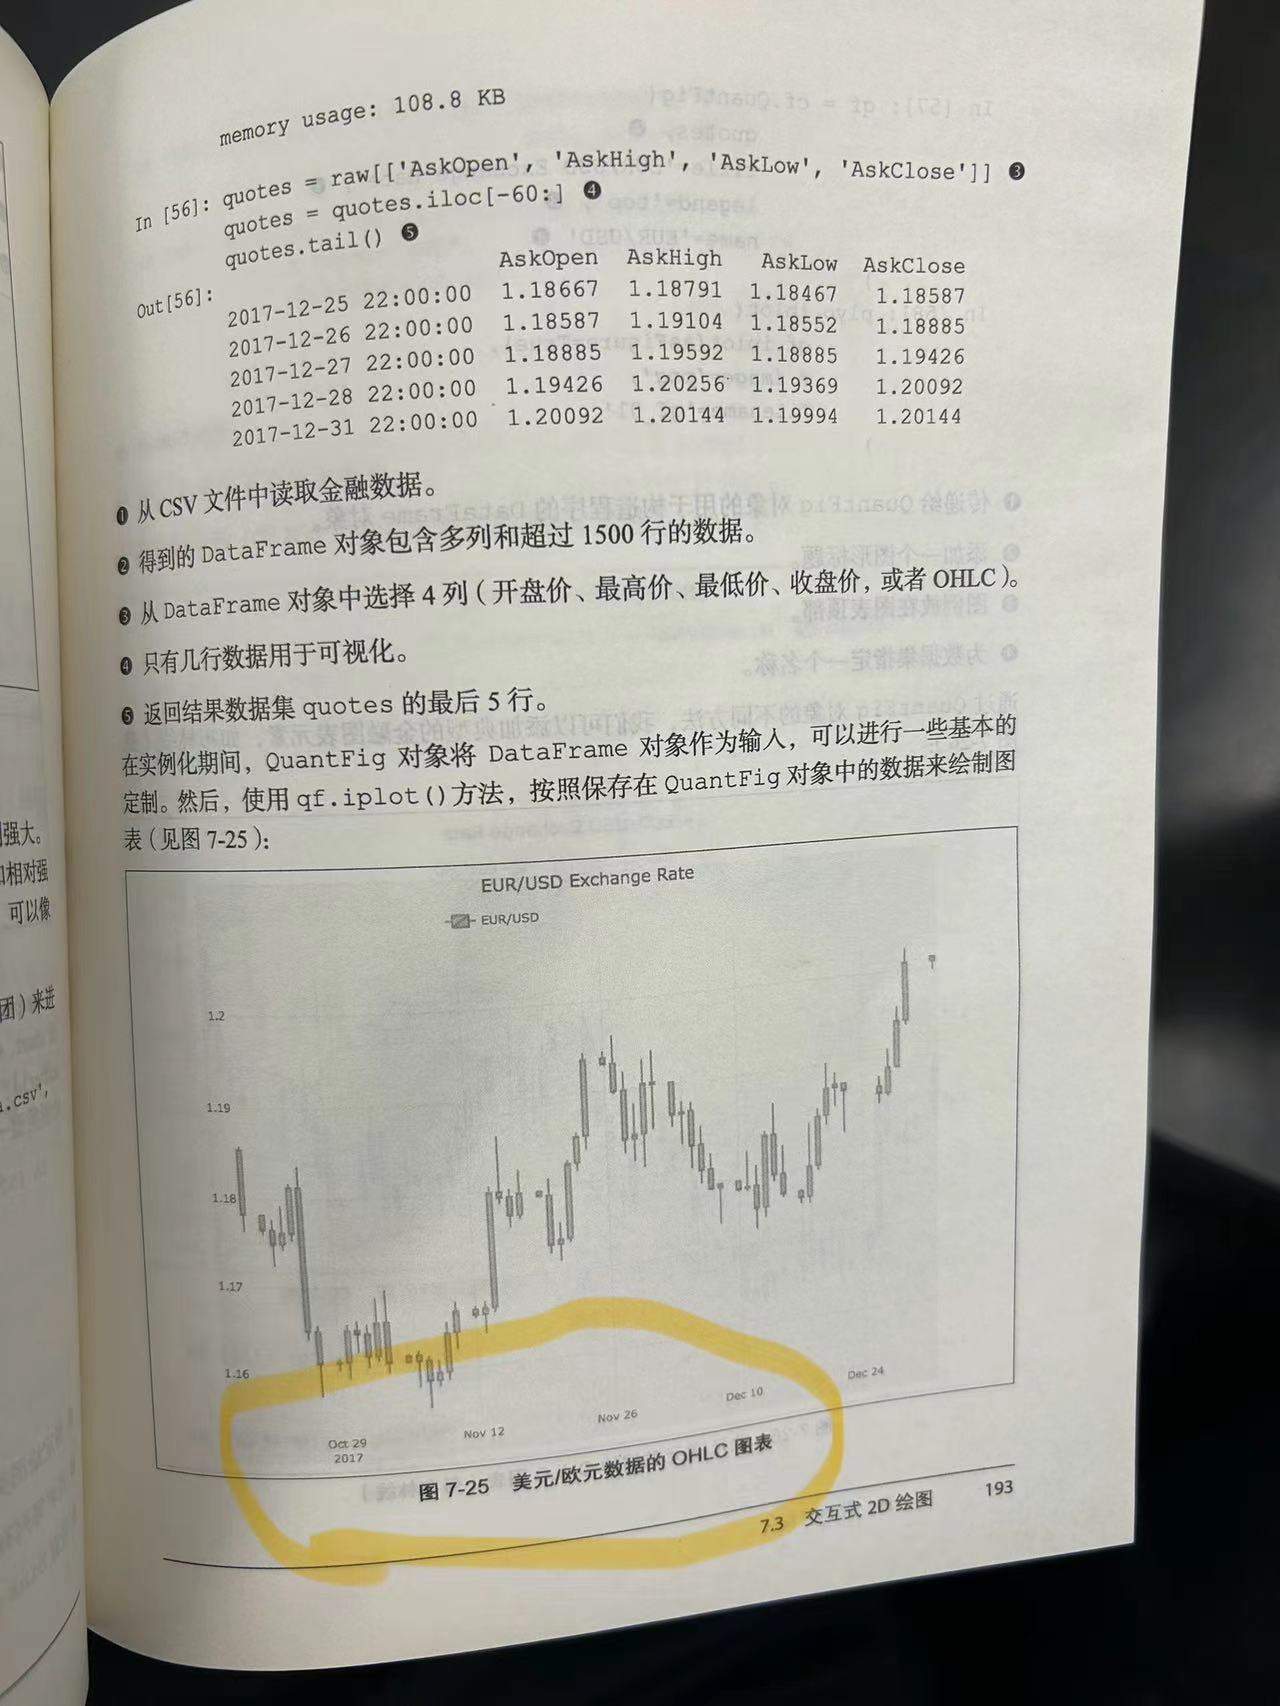 memory usage: 108.8 KB
In [56]: quotes = raw[['AskOpen', 'AskHigh', 'AskLow', 'AskClose']] ❸
quotes = quotes.iloc[-60:] ❹
quotes.tail() ❺
Out[56]: AskOpen AskHigh AskLow AskClose
2017-12-25 22:00:00 1.18667 1.18791 1.18467 1.18587
2017-12-26 22:00:00 1.18587 1.19104 1.18552 1.18885
2017-12-27 22:00:00 1.18885 1.19592 1.18885 1.19426
2017-12-28 22:00:00 1.19426 1.20256 1.19369 1.20092
2017-12-31 22:00:00 1.20092 1.20144 1.19994 1.20144
❶ 从 CSV 文件中读取金融数据。
❷ 得到的 DataFrame 对象包含多列和超过 1500 行的数据。
❸ 从 DataFrame 对象中选择 4 列（开盘价、最高价、最低价、收盘价，或者 OHLC）。
❹ 只有几行数据用于可视化。
❺ 返回结果数据集 quotes 的最后 5 行。
在实例化期间，QuantFig 对象将 DataFrame 对象作为输入，可以进行一些基本的
定制。然后，使用 qf.iplot() 方法，按照保存在 QuantFig 对象中的数据来绘制图
表（见图 7-25）：
EUR/USD Exchange Rate
EUR/USD
1.2
1.19
1.18
1.17
1.16
Oct 29
2017
Nov 12
Nov 26
Dec 10
Dec 24
图 7-25 美元/欧元数据的 OHLC 图表
7.3 交互式 2D 绘图 193
强大。
相对强
可以像
团）来进
.csv',